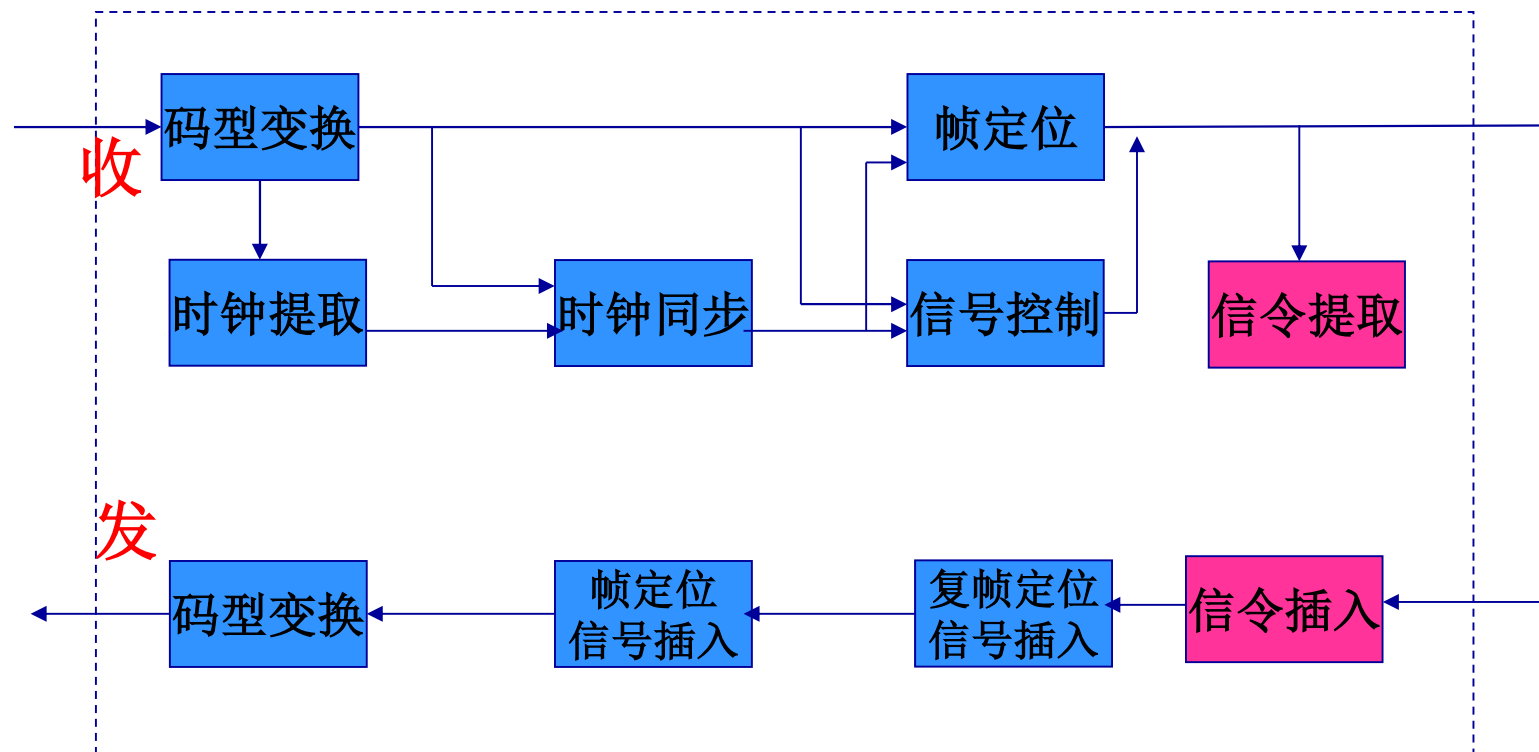 码型变换
帧定位
收
时钟提取
时钟同步
信号控制
信令提取
发
码型变换
帧定位
信号插入
复帧定位
信号插入
信令插入